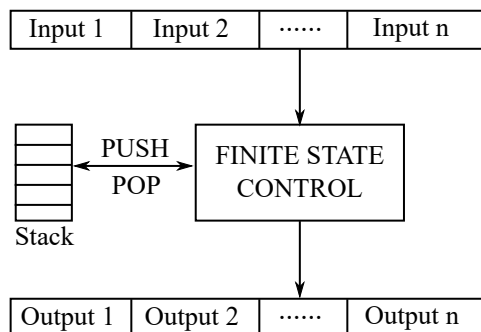 Input 1 Input 2 ...... Input n
PUSH
POP
FINITE STATE
CONTROL
Stack
Output 1 Output 2 ...... Output n